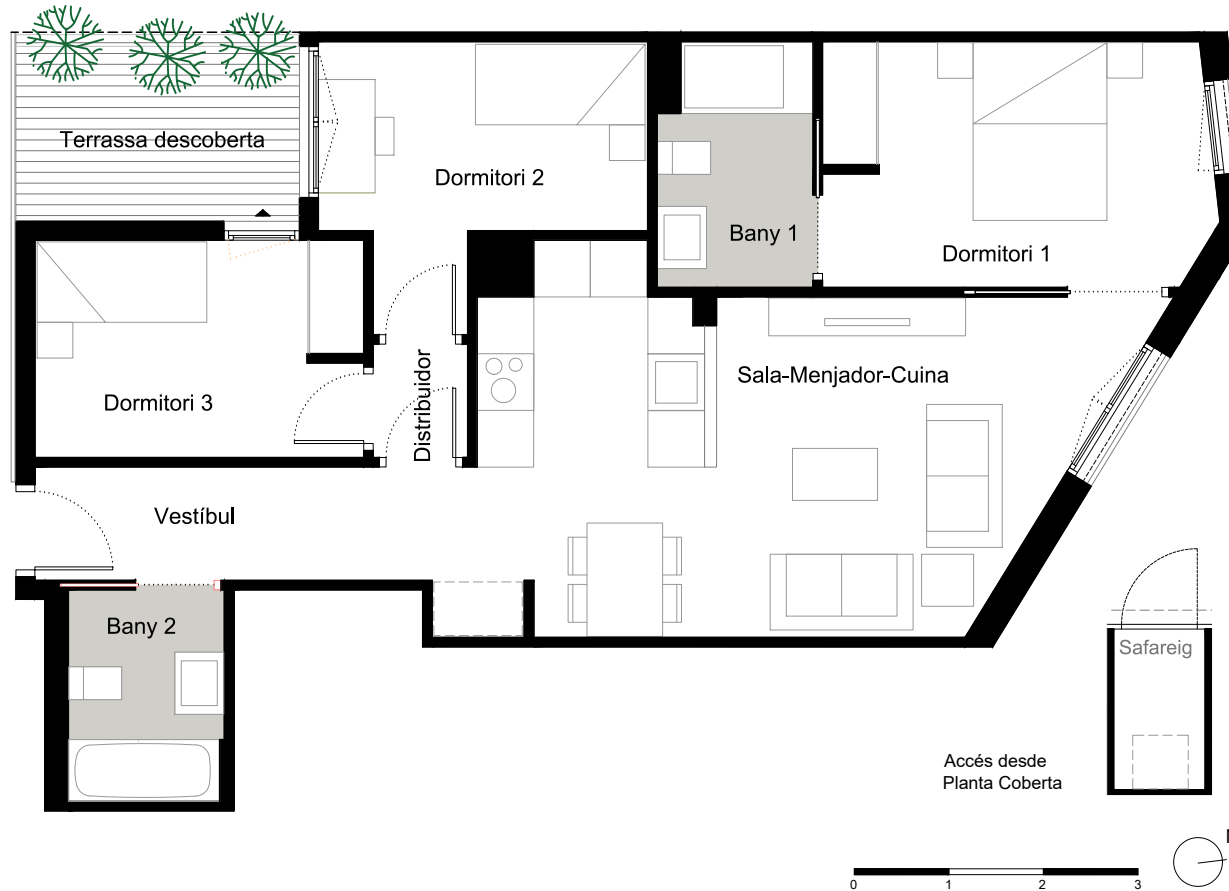 Terrassa descoberta
Dormitori 2
Bany 1
Dormitori 1
Dormitori 3
Distribuidor
Sala-Menjador-Cuina
Vestíbul
Bany 2
Safareig
Accés desde
Planta Coberta
0 1 2 3